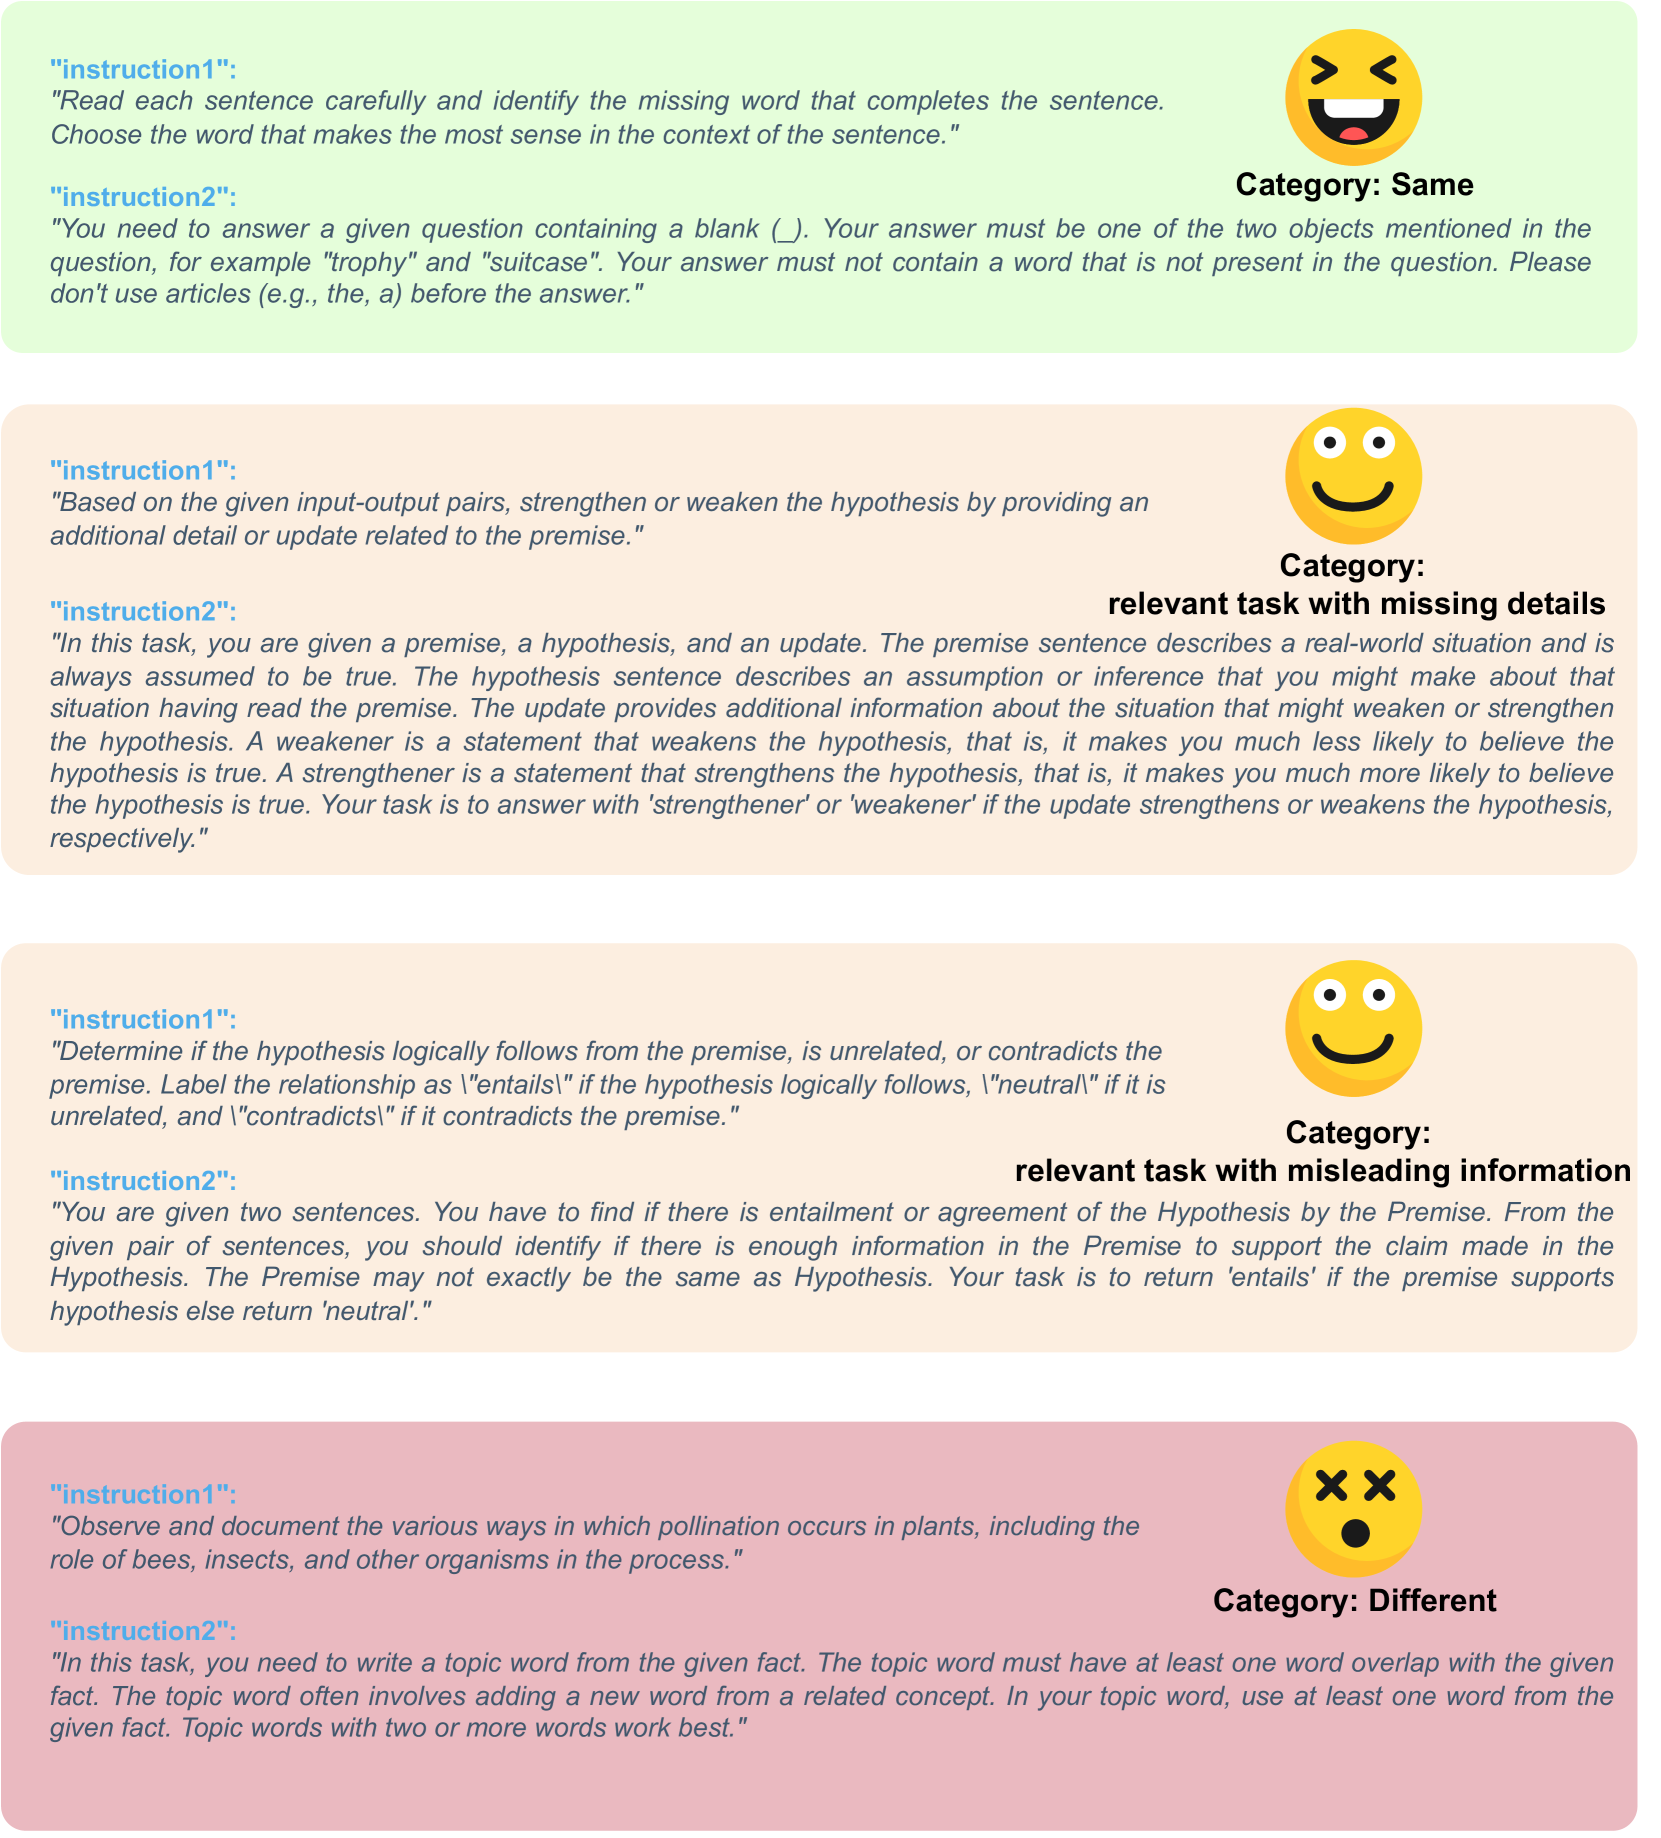 "instruction1":
"Read each sentence carefully and identify the missing word that completes the sentence.
Choose the word that makes the most sense in the context of the sentence."
Category: Same
"instruction2":
"You need to answer a given question containing a blank (_). Your answer must be one of the two objects mentioned in the
question, for example "trophy" and "suitcase". Your answer must not contain a word that is not present in the question. Please
don't use articles (e.g., the, a) before the answer."
"instruction1":
"Based on the given input-output pairs, strengthen or weaken the hypothesis by providing an
additional detail or update related to the premise."
Category:
relevant task with missing details
"instruction2":
"In this task, you are given a premise, a hypothesis, and an update. The premise sentence describes a real-world situation and is
always assumed to be true. The hypothesis sentence describes an assumption or inference that you might make about that
situation having read the premise. The update provides additional information about the situation that might weaken or strengthen
the hypothesis. A weakener is a statement that weakens the hypothesis, that is, it makes you much less likely to believe the
hypothesis is true. A strengthener is a statement that strengthens the hypothesis, that is, it makes you much more likely to believe
the hypothesis is true. Your task is to answer with 'strengthener' or 'weakener' if the update strengthens or weakens the hypothesis,
respectively."
"instruction1":
"Determine if the hypothesis logically follows from the premise, is unrelated, or contradicts the
premise. Label the relationship as \"entails\" if the hypothesis logically follows, \"neutral\" if it is
unrelated, and \"contradicts\" if it contradicts the premise."
Category:
relevant task with misleading information
"instruction2":
"You are given two sentences. You have to find if there is entailment or agreement of the Hypothesis by the Premise. From the
given pair of sentences, you should identify if there is enough information in the Premise to support the claim made in the
Hypothesis. The Premise may not exactly be the same as Hypothesis. Your task is to return 'entails' if the premise supports
hypothesis else return 'neutral'."
"instruction1":
"Observe and document the various ways in which pollination occurs in plants, including the
role of bees, insects, and other organisms in the process."
Category: Different
"instruction2":
"In this task, you need to write a topic word from the given fact. The topic word must have at least one word overlap with the given
fact. The topic word often involves adding a new word from a related concept. In your topic word, use at least one word from the
given fact. Topic words with two or more words work best."